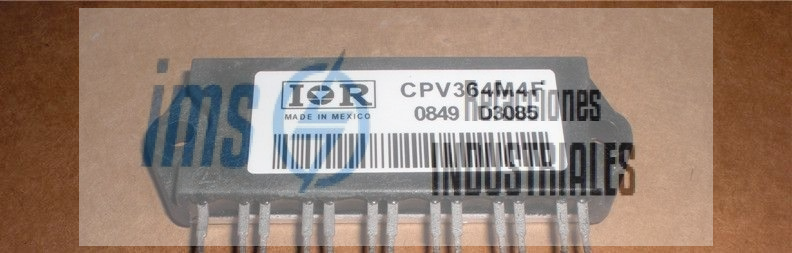 IOR
MADE IN MEXICO
CPV364M4F
0849 D3085
ims
Refacciones
INDUSTRIALES